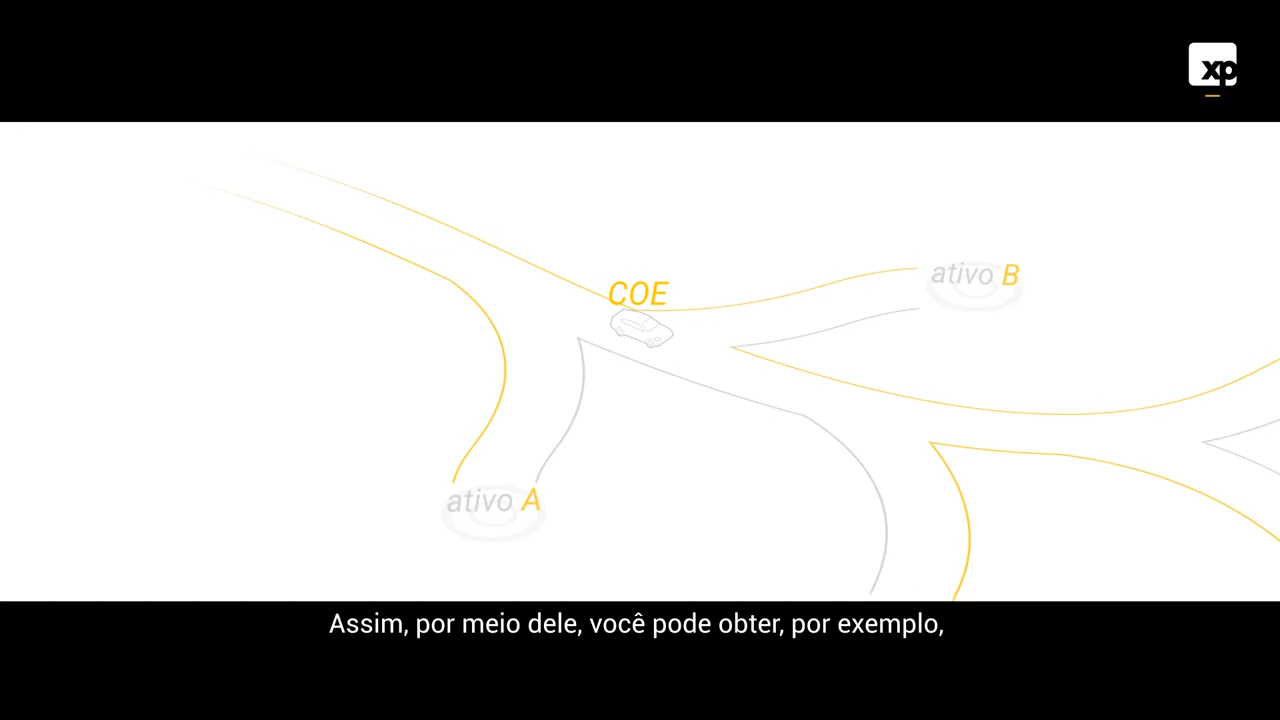 xp
COE
ativo B
ativo A
Assim, por meio dele, você pode obter, por exemplo,